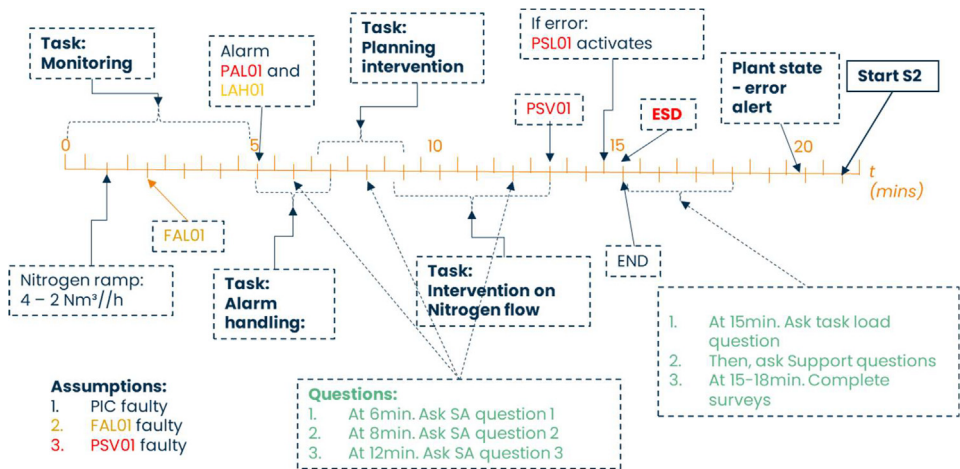 Task:
Monitoring
Alarm
PAL01 and
LAH01
Task:
Planning
intervention
If error:
PSL01 activates
Plant state
- error
alert
Start S2
PSV01
ESD
0
5
10
15
20
t
(mins)
FAL01
Nitrogen ramp:
4 – 2 Nm³//h
Task:
Alarm
handling:
Task:
Intervention on
Nitrogen flow
END
1. At 15min. Ask task load
question
2. Then, ask Support questions
3. At 15-18min. Complete
surveys
Assumptions:
1. PIC faulty
2. FAL01 faulty
3. PSV01 faulty
Questions:
1. At 6min. Ask SA question 1
2. At 8min. Ask SA question 2
3. At 12min. Ask SA question 3